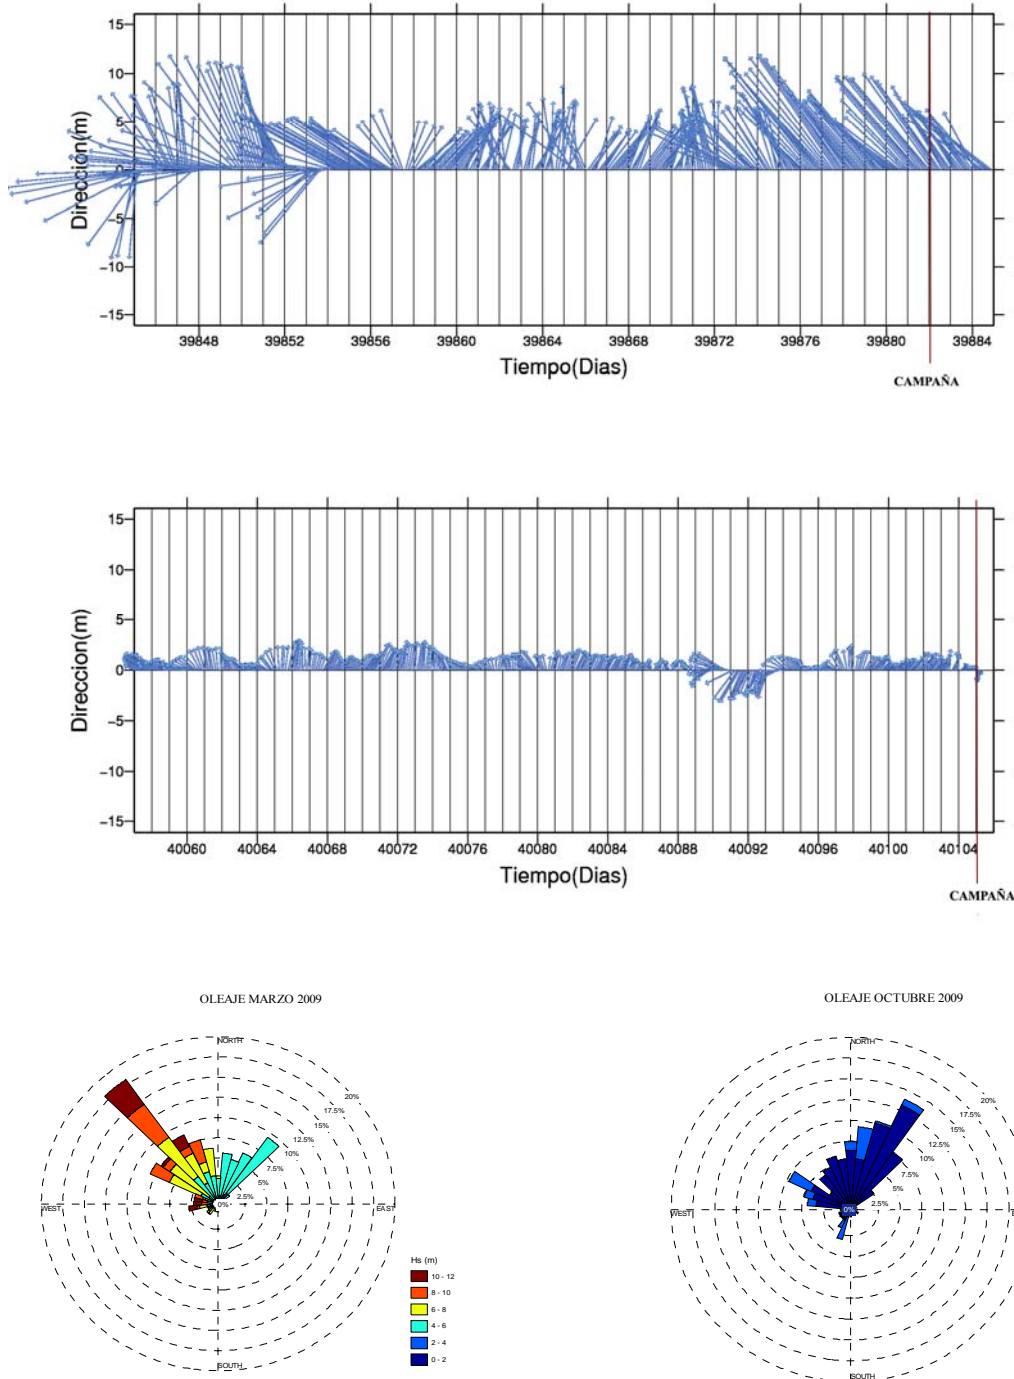 15
10
5
0
−5
−10
−15
Direccion(m)
39848 39852 39856 39860 39864 39868 39872 39876 39880 39884
Tiempo(Dias)
CAMPAÑA
15
10
5
0
−5
−10
−15
Direccion(m)
40060 40064 40068 40072 40076 40080 40084 40088 40092 40096 40100 40104
Tiempo(Dias)
CAMPAÑA
OLEAJE MARZO 2009
NORTH
20%
17.5%
15%
12.5%
10%
7.5%
5%
2.5%
0%
WEST
EAST
SOUTH
Hs (m)
10 - 12
8 - 10
6 - 8
4 - 6
2 - 4
0 - 2
OLEAJE OCTUBRE 2009
NORTH
20%
17.5%
15%
12.5%
10%
7.5%
5%
2.5%
0%
WEST
SOUTH